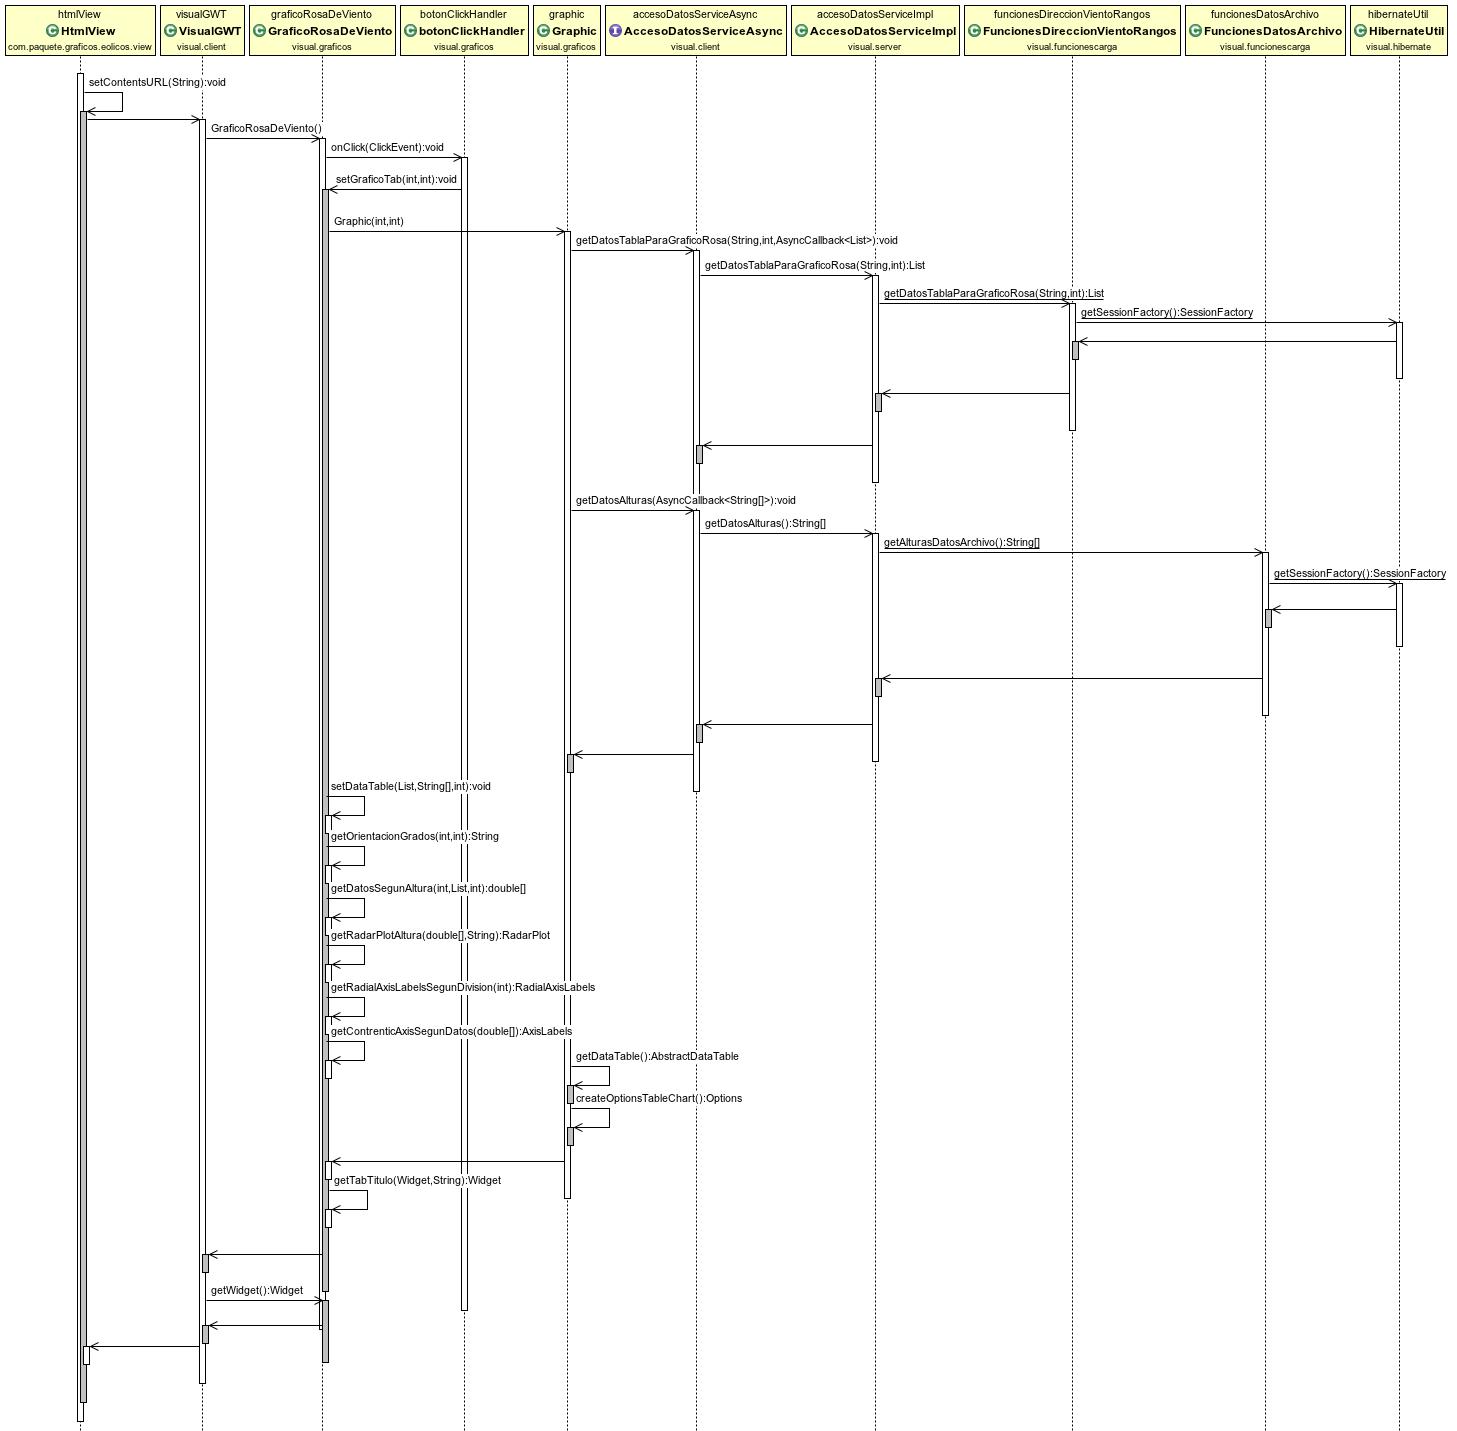 htmlView
C HtmlView
com.paquete.graficos.eolicos.view
visualGWT
C VisualGWT
visual.client
graficoRosaDeViento
C GraficoRosaDeViento
visual.graficos
botonClickHandler
C botonClickHandler
visual.graficos
graphic
C Graphic
visual.graficos
accesoDatosServiceAsync
I AccesoDatosServiceAsync
visual.client
accesoDatosServiceImpl
C AccesoDatosServiceImpl
visual.server
funcionesDireccionVientoRangos
C FuncionesDireccionVientoRangos
visual.funcionescarga
funcionesDatosArchivo
C FuncionesDatosArchivo
visual.funcionescarga
hibernateUtil
C HibernateUtil
visual.hibernate
setContentsURL(String):void
GraficoRosaDeViento()
onClick(ClickEvent):void
setGraficoTab(int,int):void
Graphic(int,int)
getDatosTablaParaGraficoRosa(String,int,AsyncCallback<List>):void
getDatosTablaParaGraficoRosa(String,int):List
getDatosTablaParaGraficoRosa(String,int):List
getSessionFactory():SessionFactory
getDatosAlturas(AsyncCallback<String[]>):void
getDatosAlturas():String[]
getAlturasDatosArchivo():String[]
getSessionFactory():SessionFactory
setDataTable(List,String[],int):void
getOrientacionGrados(int,int):String
getDatosSegunAltura(int,List,int):double[]
getRadarPlotAltura(double[],String):RadarPlot
getRadialAxisLabelsSegunDivision(int):RadialAxisLabels
getContrenticAxisSegunDatos(double[]):AxisLabels
getDataTable():AbstractDataTable
createOptionsTableChart():Options
getTabTitulo(Widget,String):Widget
getWidget():Widget